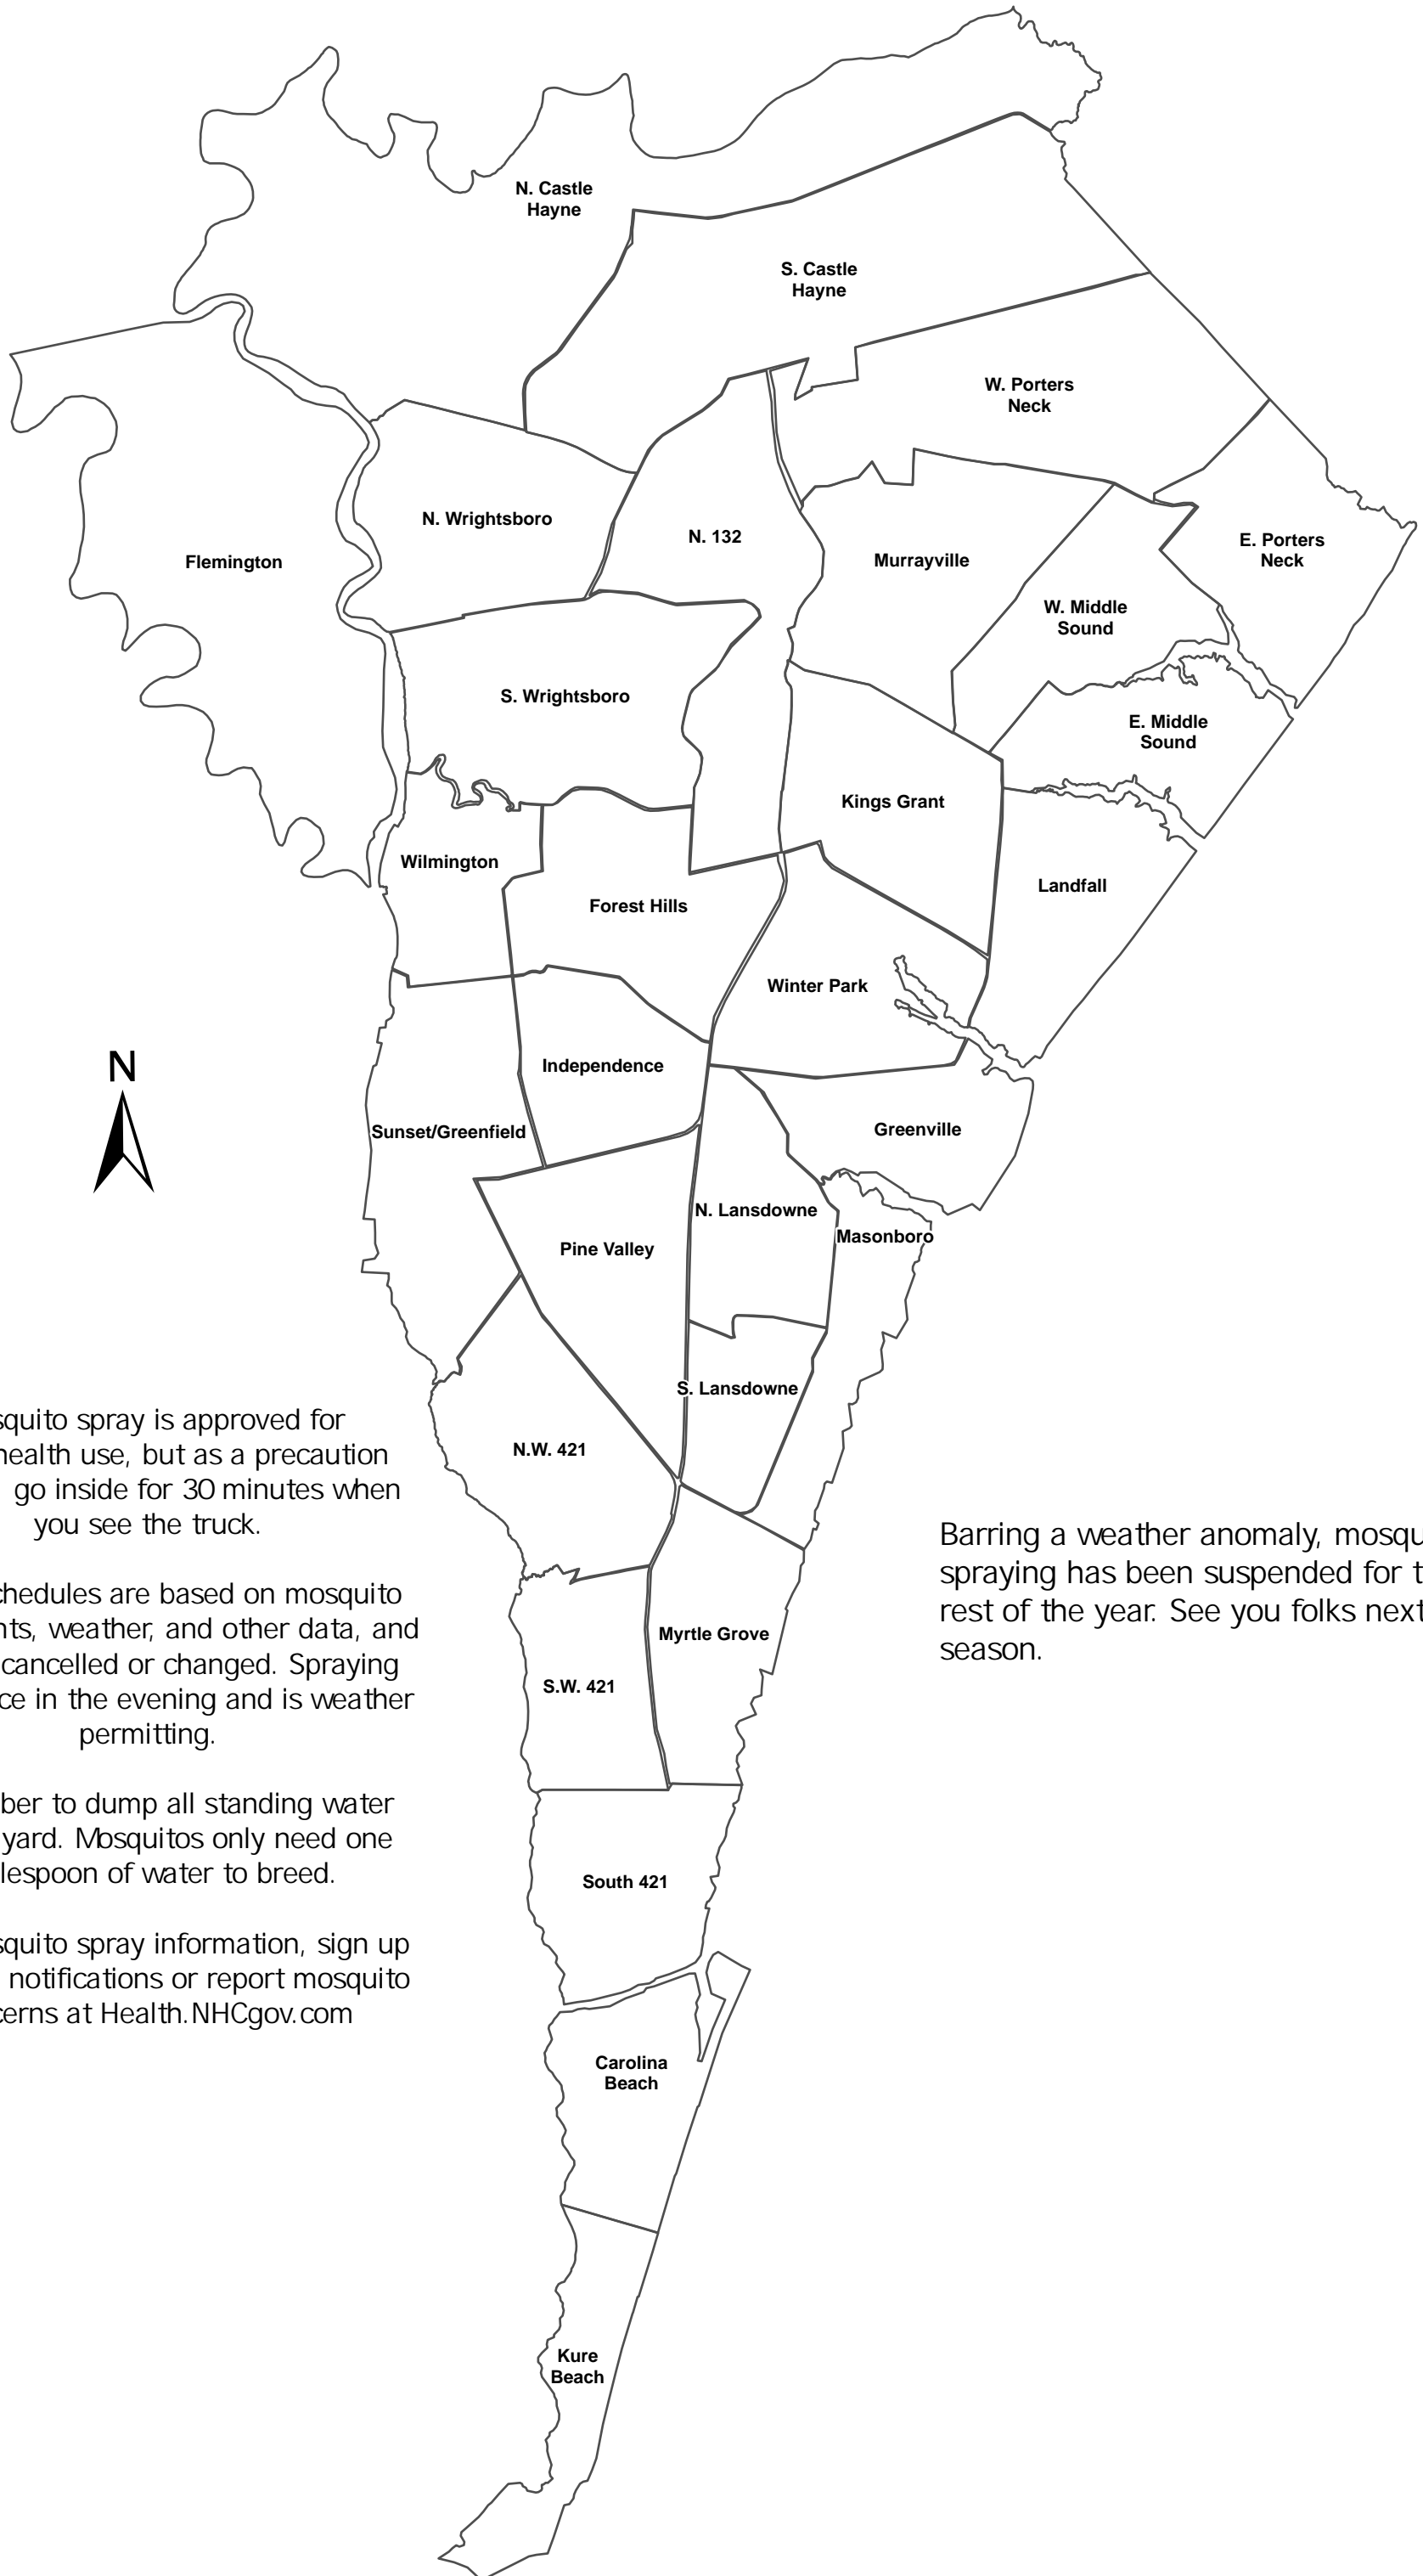 N. Castle
Hayne
S. Castle
Hayne
W. Porters
Neck
N. Wrightsboro
N. 132
Flemington
Murrayville
E. Porters
Neck
W. Middle
Sound
S. Wrightsboro
E. Middle
Sound
Kings Grant
Wilmington
Landfall
Forest Hills
Winter Park
N
Independence
Sunset/Greenfield
Greenville
N. Lansdowne
Masonboro
Pine Valley
S. Lansdowne
N.W. 421
Myrtle Grove
S.W. 421
South 421
Carolina
Beach
Kure
Beach
squito spray is approved for
health use, but as a precaution
go inside for 30 minutes when
you see the truck.
chedules are based on mosquito
nts, weather, and other data, and
cancelled or changed. Spraying
ce in the evening and is weather
permitting.
ber to dump all standing water
yard. Mosquitos only need one
lespoon of water to breed.
squito spray information, sign up
notifications or report mosquito
cerns at Health.NHCgov.com
Barring a weather anomaly, mosqu
spraying has been suspended for t
rest of the year. See you folks next
season.